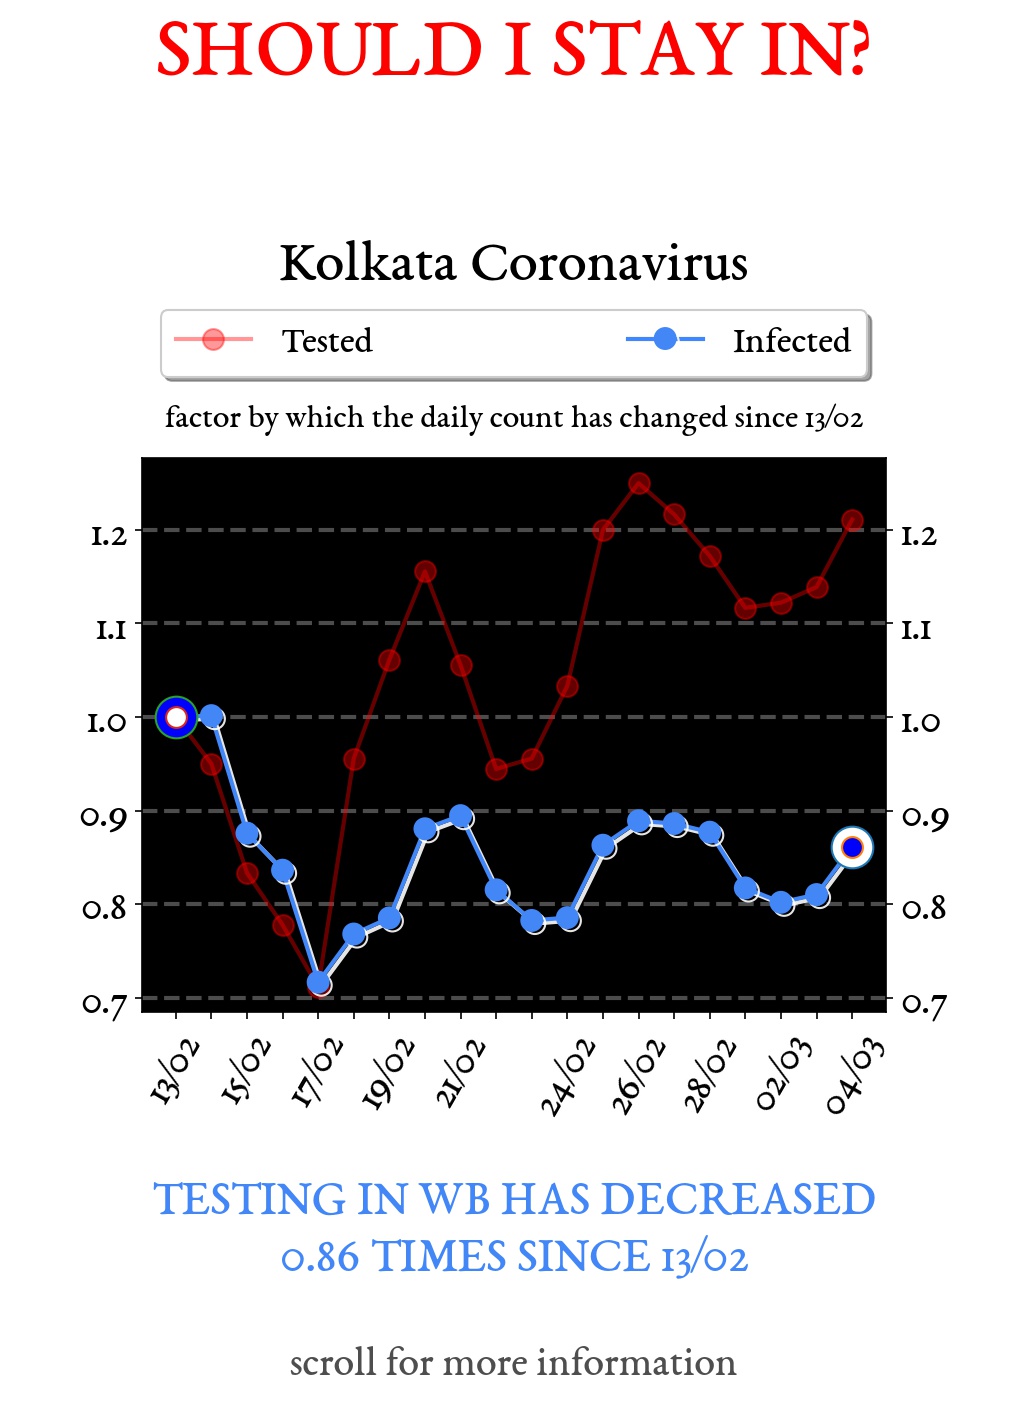 SHOULD I STAY IN?
Kolkata Coronavirus
Tested Infected
factor by which the daily count has changed since 13/02
1.2 1.2
1.1 1.1
1.0 1.0
0.9 0.9
0.8 0.8
0.7 0.7
13/02 15/02 17/02 19/02 21/02 24/02 26/02 28/02 02/03 04/03
TESTING IN WB HAS DECREASED
0.86 TIMES SINCE 13/02
scroll for more information